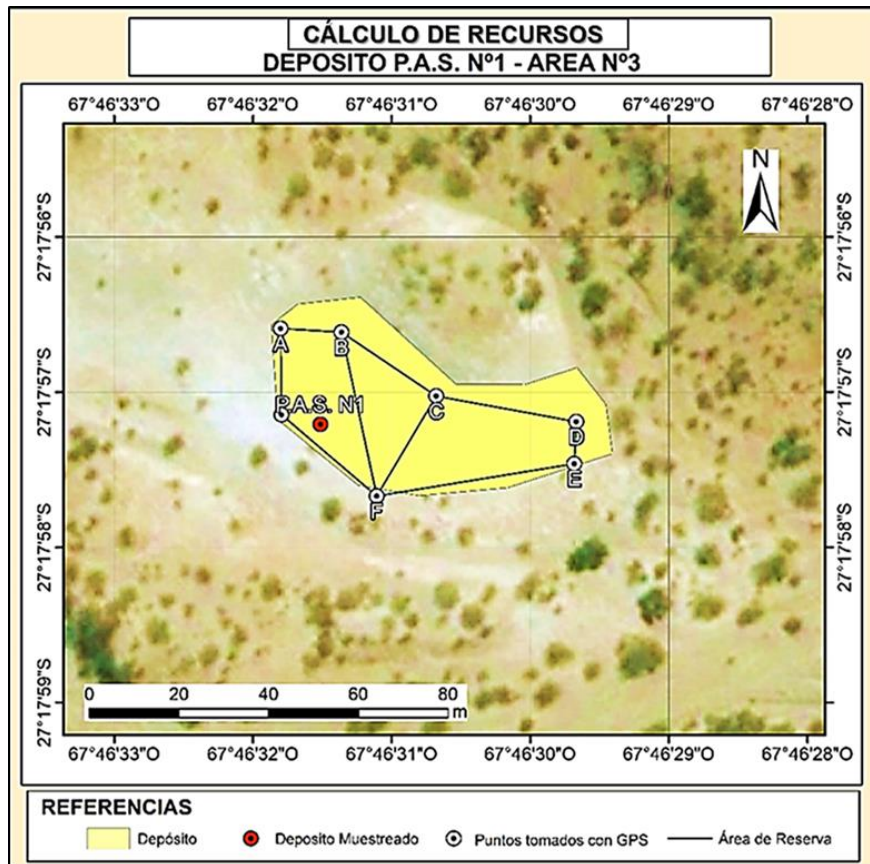 CÁLCULO DE RECURSOS
DEPOSITO P.A.S. Nº1 - AREA Nº3
67°46'33"O 67°46'32"O 67°46'31"O 67°46'30"O 67°46'29"O 67°46'28"O
N
27°17'56"S 27°17'56"S
A
B
27°17'57"S 27°17'57"S
C
P.A.S. N1
D
E
F
27°17'58"S 27°17'58"S
27°17'59"S 27°17'59"S
0 20 40 60 80
m
67°46'33"O 67°46'32"O 67°46'31"O 67°46'30"O 67°46'29"O 67°46'28"O
REFERENCIAS
Depósito Deposito Muestreado Puntos tomados con GPS Área de Reserva